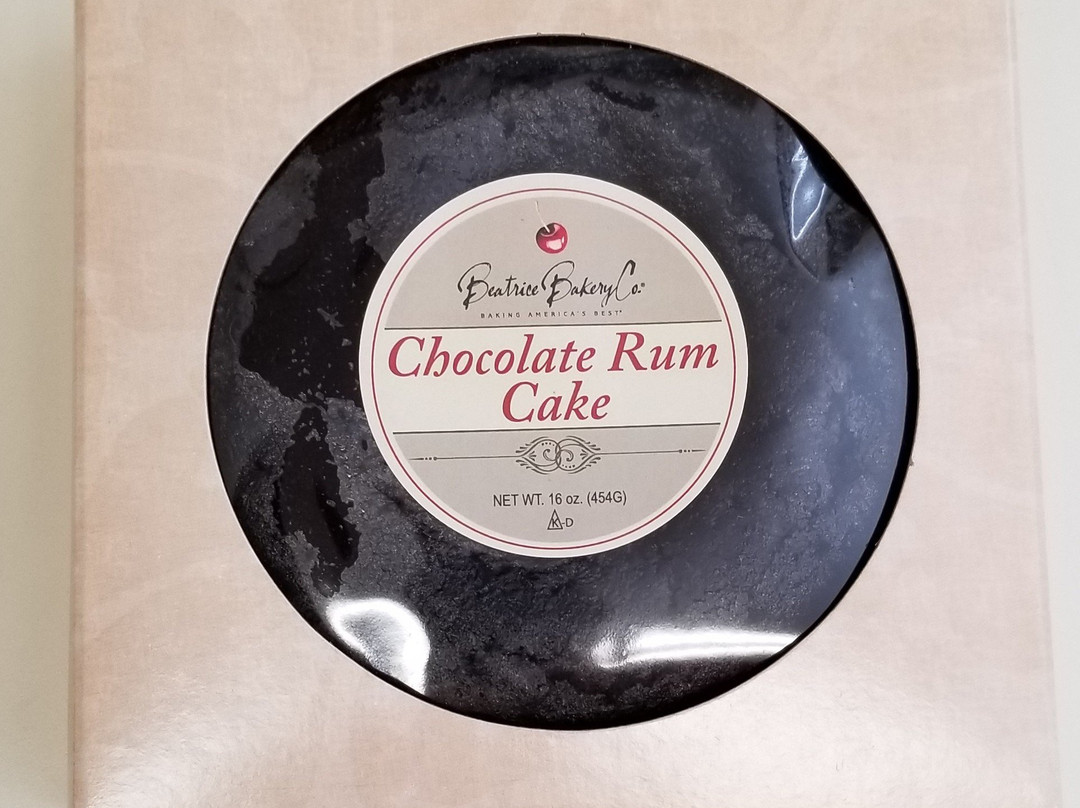 Beatrice Bakery Co.®
BAKING AMERICA'S BEST®
Chocolate Rum
Cake
NET WT. 16 oz. (454G)
K-D